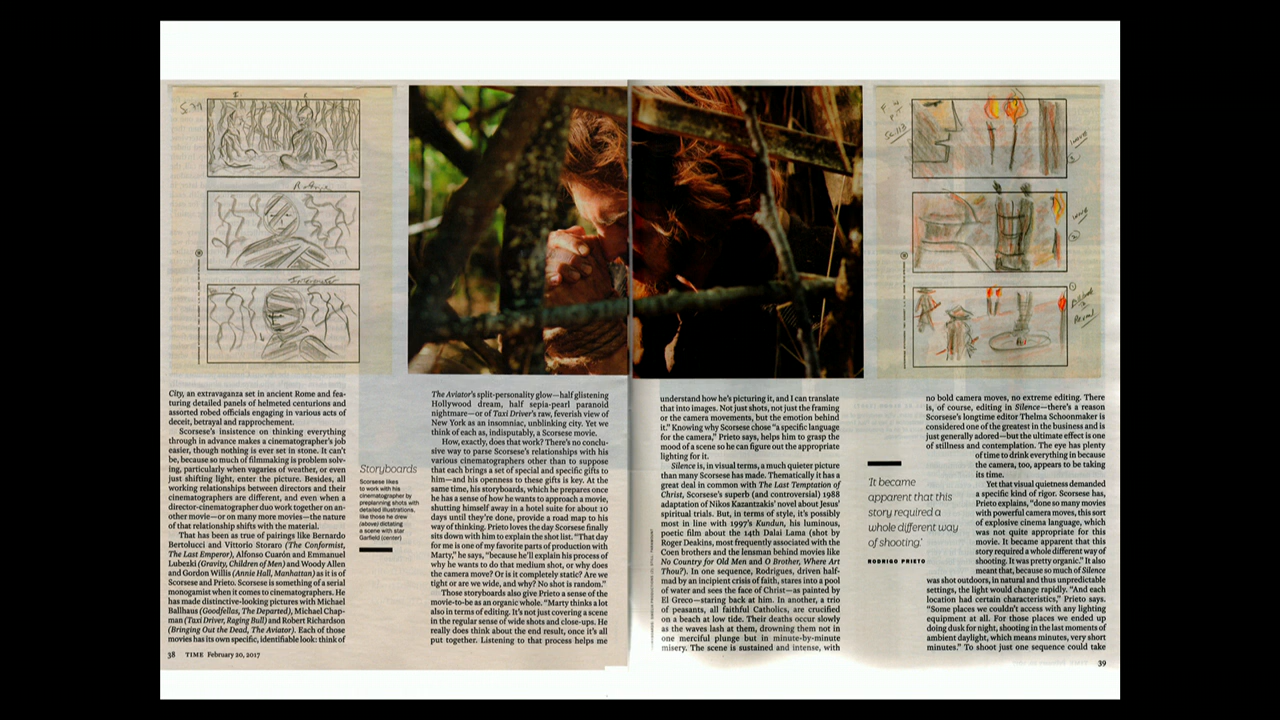 5.79
City, an extravaganza set in ancient Rome and fea-
turing detailed panels of helmeted centurions and
assorted robed officials engaging in various acts of
deceit, betrayal and rapprochement.
Scorsese's insistence on thinking everything
through in advance makes a cinematographer's job
easier, though nothing is ever set in stone. It can't
be, because so much of filmmaking is problem solv-
ing, particularly when vagaries of weather, or even
just shifting light, enter the picture. Besides, all
working relationships between directors and their
cinematographers are different, and even when a
director-cinematographer duo work together on an-
other movie—or on many more movies—the nature
of that relationship shifts with the material.
That has been as true of pairings like Bernardo
Bertolucci and Vittorio Storaro (The Conformist,
The Last Emperor), Alfonso Cuarón and Emmanuel
Lubezki (Gravity, Children of Men) and Woody Allen
and Gordon Willis (Annie Hall, Manhattan) as it is of
Scorsese and Prieto. Scorsese is something of a serial
monogamist when it comes to cinematographers. He
has made distinctive-looking pictures with Michael
Ballhaus (Goodfellas, The Departed), Michael Chap-
man (Taxi Driver, Raging Bull) and Robert Richardson
(Bringing Out the Dead, The Aviator). Each of those
movies has its own specific, identifiable look: think of
38 TIME February 20, 2017
Storyboards
Scorsese likes
to work with his
cinematographer by
preplanning shots with
detailed illustrations,
like those he drew
(above) dictating
a scene with star
Garfield (center)
The Aviator's split-personality glow—half glistening
Hollywood dream, half sepia-pearl paranoid
nightmare—or of Taxi Driver's raw, feverish view of
New York as an insomniac, unblinking city. Yet we
think of each as, indisputably, a Scorsese movie.
How, exactly, does that work? There's no conclu-
sive way to parse Scorsese's relationships with his
various cinematographers other than to suppose
that each brings a set of special and specific gifts to
him—and his openness to these gifts is key. At the
same time, his storyboards, which he prepares once
he has a sense of how he wants to approach a movie,
shutting himself away in a hotel suite for about 10
days until they're done, provide a road map to his
way of thinking. Prieto loves the day Scorsese finally
sits down with him to explain the shot list. "That day
for me is one of my favorite parts of production with
Marty," he says, "because he'll explain his process of
why he wants to do that medium shot, or why does
the camera move? Or is it completely static? Are we
tight or are we wide, and why? No shot is random."
Those storyboards also give Prieto a sense of the
movie-to-be as an organic whole. "Marty thinks a lot
also in terms of editing. It's not just covering a scene
in the regular sense of wide shots and close-ups. He
really does think about the end result, once it's all
put together. Listening to that process helps me
understand how he's picturing it, and I can translate
that into images. Not just shots, not just the framing
or the camera movements, but the emotion behind
it." Knowing why Scorsese chose "a specific language
for the camera," Prieto says, helps him to grasp the
mood of a scene so he can figure out the appropriate
lighting for it.
Silence is, in visual terms, a much quieter picture
than many Scorsese has made. Thematically it has a
great deal in common with The Last Temptation of
Christ, Scorsese's superb (and controversial) 1988
adaptation of Nikos Kazantzakis' novel about Jesus'
spiritual trials. But, in terms of style, it's possibly
most in line with 1997's Kundun, his luminous,
poetic film about the 14th Dalai Lama (shot by
Roger Deakins, most frequently associated with the
Coen brothers and the lensman behind movies like
No Country for Old Men and O Brother, Where Art
Thou?). In one sequence, Rodrigues, driven half-
mad by an incipient crisis of faith, stares into a pool
of water and sees the face of Christ—as painted by
El Greco—staring back at him. In another, a trio
of peasants, all faithful Catholics, are crucified
on a beach at low tide. Their deaths occur slowly
as the waves lash at them, drowning them not in
one merciful plunge but in minute-by-minute
misery. The scene is sustained and intense, with
'It became
apparent that this
story required a
whole different way
of shooting.'
RODRIGO PRIETO
no bold camera moves, no extreme editing. There
is, of course, editing in Silence—there's a reason
Scorsese's longtime editor Thelma Schoonmaker is
considered one of the greatest in the business and is
just generally adored—but the ultimate effect is one
of stillness and contemplation. The eye has plenty
of time to drink everything in because
the camera, too, appears to be taking
its time.
Yet that visual quietness demanded
a specific kind of rigor. Scorsese has,
Prieto explains, "done so many movies
with powerful camera moves, this sort
of explosive cinema language, which
was not quite appropriate for this
movie. It became apparent that this
story required a whole different way of
shooting. It was pretty organic." It also
meant that, because so much of Silence
was shot outdoors, in natural and thus unpredictable
settings, the light would change rapidly. "And each
location had certain characteristics," Prieto says.
"Some places we couldn't access with any lighting
equipment at all. For those places we ended up
doing dusk for night, shooting in the last moments of
ambient daylight, which means minutes, very short
minutes." To shoot just one sequence could take
39